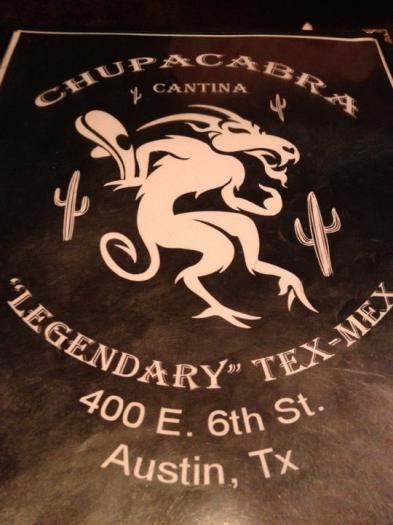 CHUPACABRA
CANTINA
"LEGENDARY" TEX-MEX
400 E. 6th St.
Austin, Tx